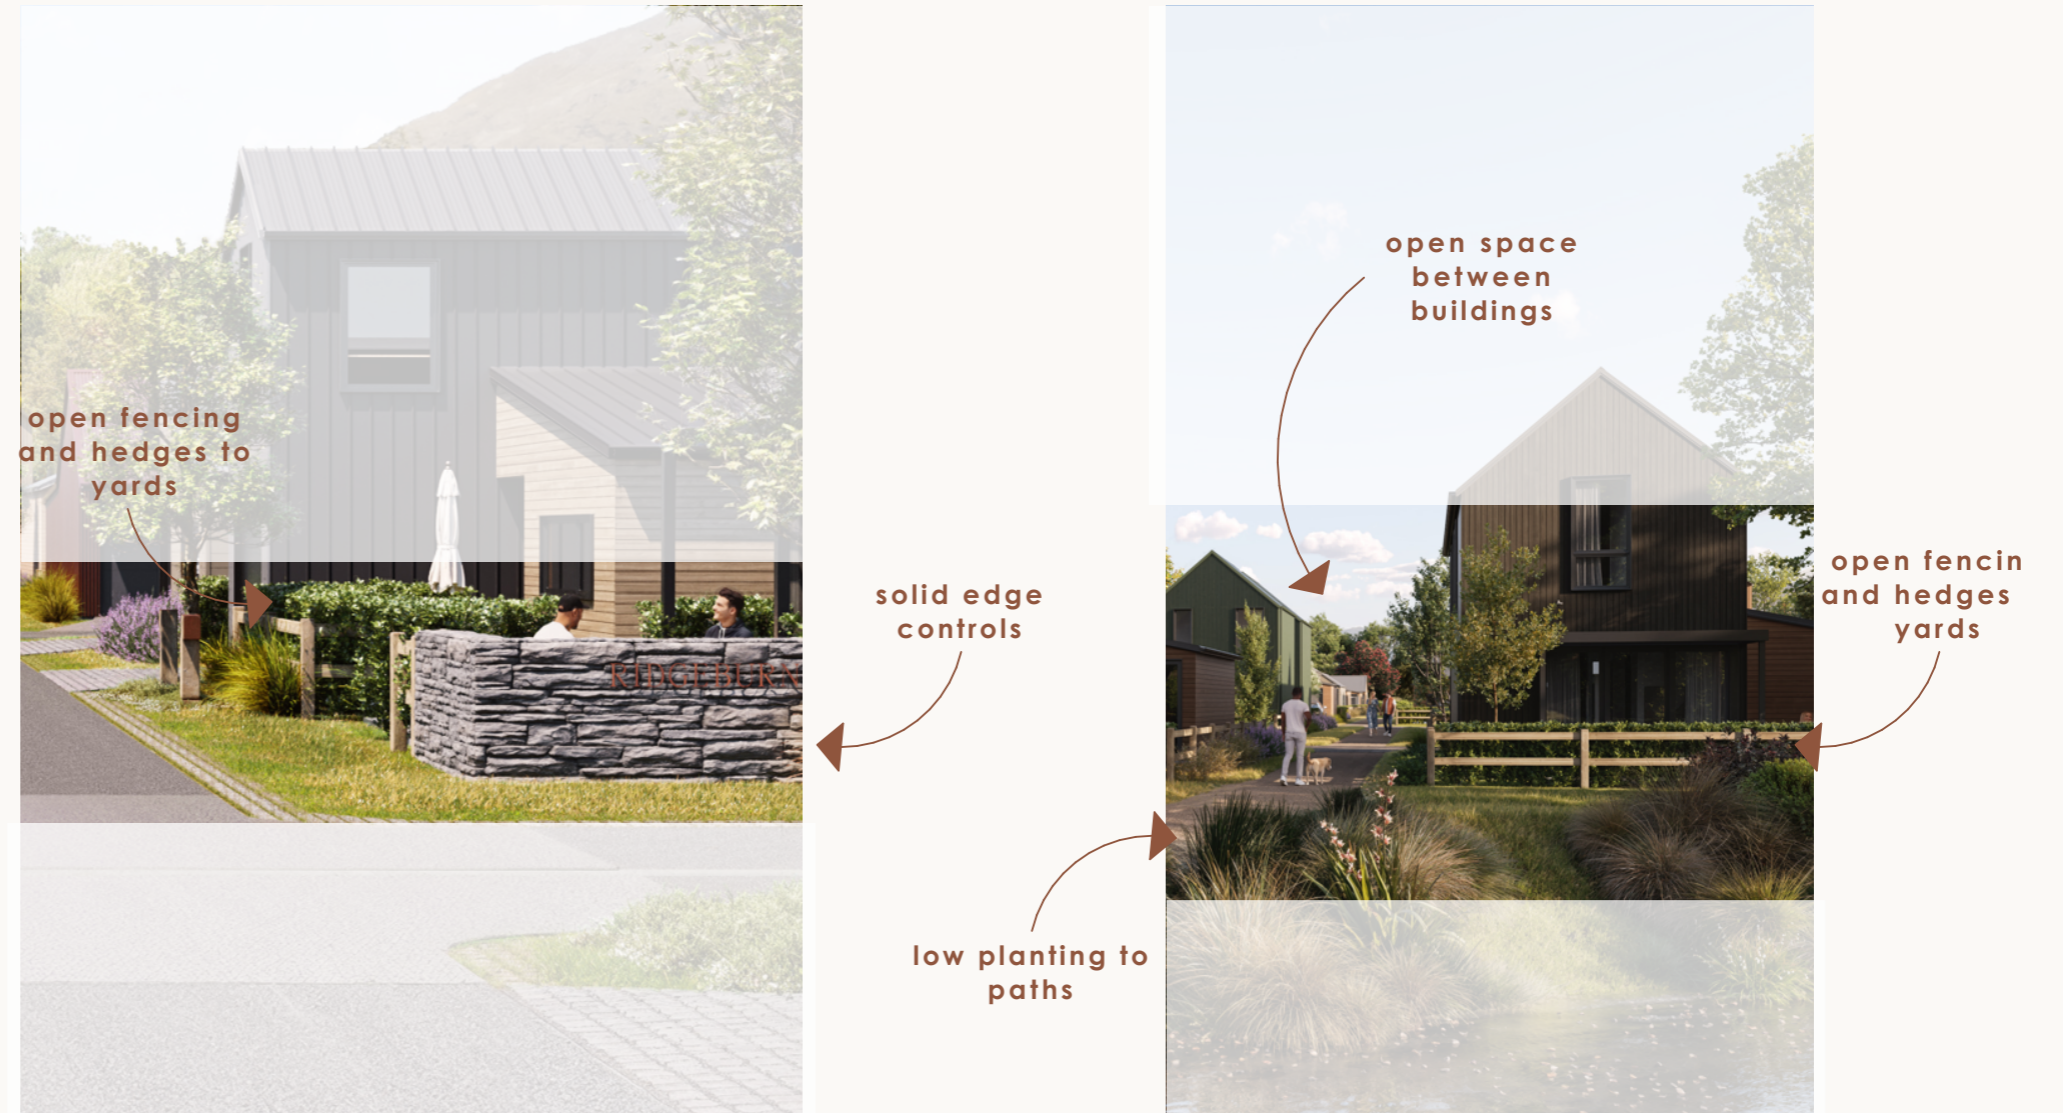 open fencing
and hedges to
yards
RIDGEBURN
solid edge
controls
low planting to
paths
open space
between
buildings
open fencin
and hedges
yards